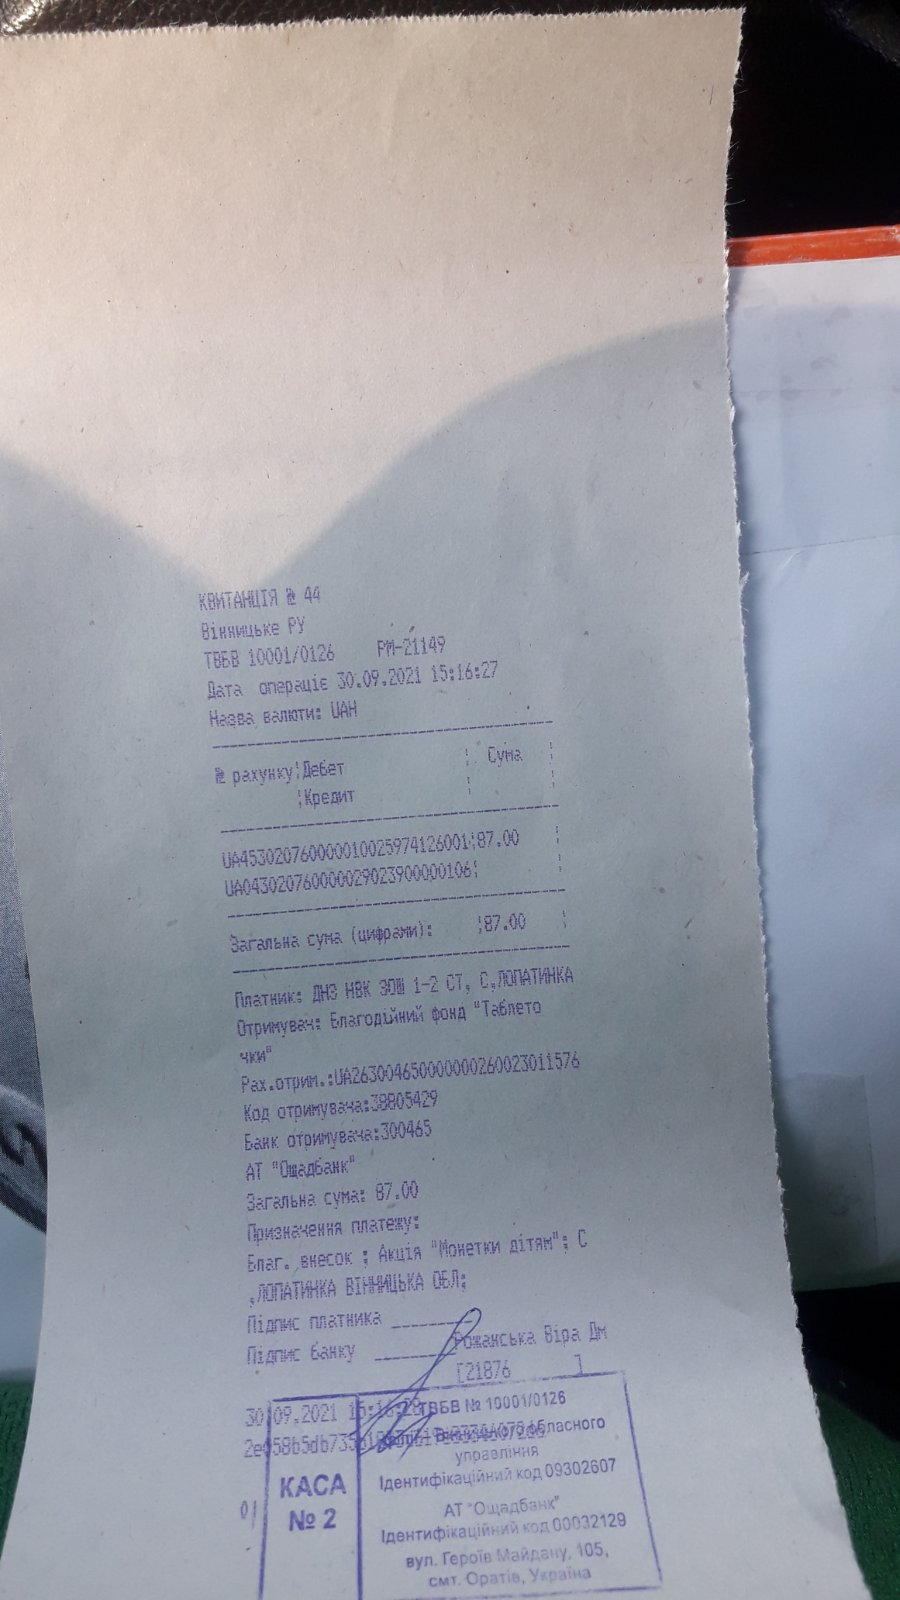 КВИТАНЦІЯ № 44
Вінницьке РУ
ТВБВ 10001/0126 РМ-21149
Дата операціє 30.09.2021 15:16:27
Назва валюти: UAH
№ рахунку¦Дебет ¦ Сума ¦
¦Кредит ¦ ¦
UA453020760000010025974126001¦87.00 ¦
UA043020760000029023900000106¦ ¦
Загальна сума (цифрами): ¦87.00 ¦
Платник: ДНЗ НВК ЗОШ 1-2 СТ, С,ЛОПАТИНКА
Отримувач: Благодійний фонд "Таблето
чки"
Рах.отрим.:UA263004650000000260023011576
Код отримувача:38805429
Банк отримувача:300465
АТ "Ощадбанк"
Загальна сума: 87.00
Призначення платежу:
Благ. внесок ; Акція "Монетки дітям"; С
,ЛОПАТИНКА ВІННИЦЬКА ОБЛ;
Підпис платника ________
Підпис банку ________Рожанська Віра Дм
[21876 ]
30.09.2021
ТВБВ № 10001/0126
обласного
управління
Ідентифікаційний код 09302607
КАСА
№ 2
АТ "Ощадбанк"
Ідентифікаційний код 00032129
вул. Героїв Майдану, 105,
смт. Оратів, Україна